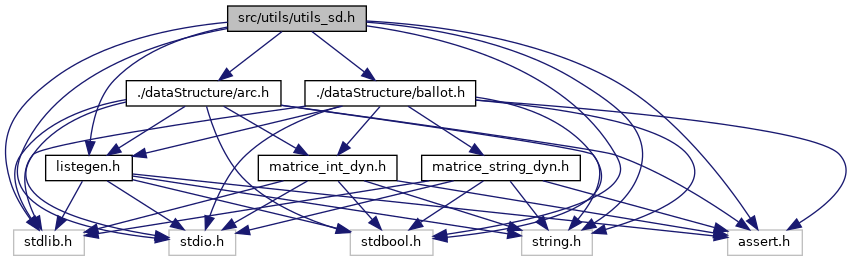 src/utils/utils_sd.h
./dataStructure/arc.h
./dataStructure/ballot.h
listegen.h
matrice_int_dyn.h
matrice_string_dyn.h
stdlib.h
stdio.h
stdbool.h
string.h
assert.h